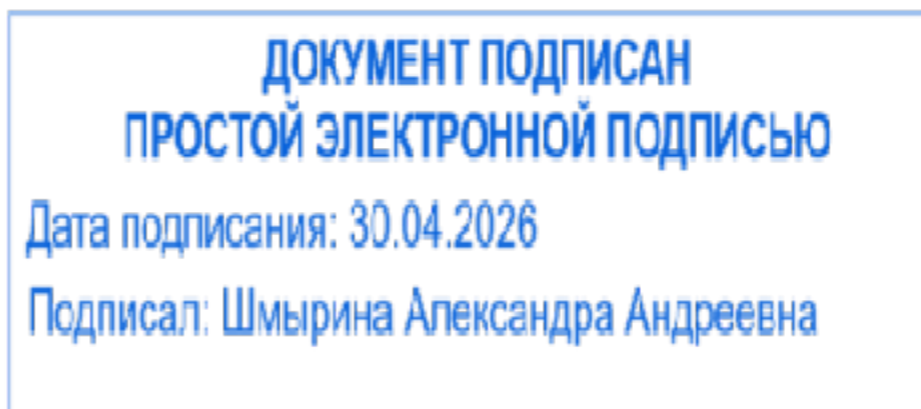 ДОКУМЕНТ ПОДПИСАН
ПРОСТОЙ ЭЛЕКТРОННОЙ ПОДПИСЬЮ
Дата подписания: 30.04.2026
Подписал: Шмырина Александра Андреевна